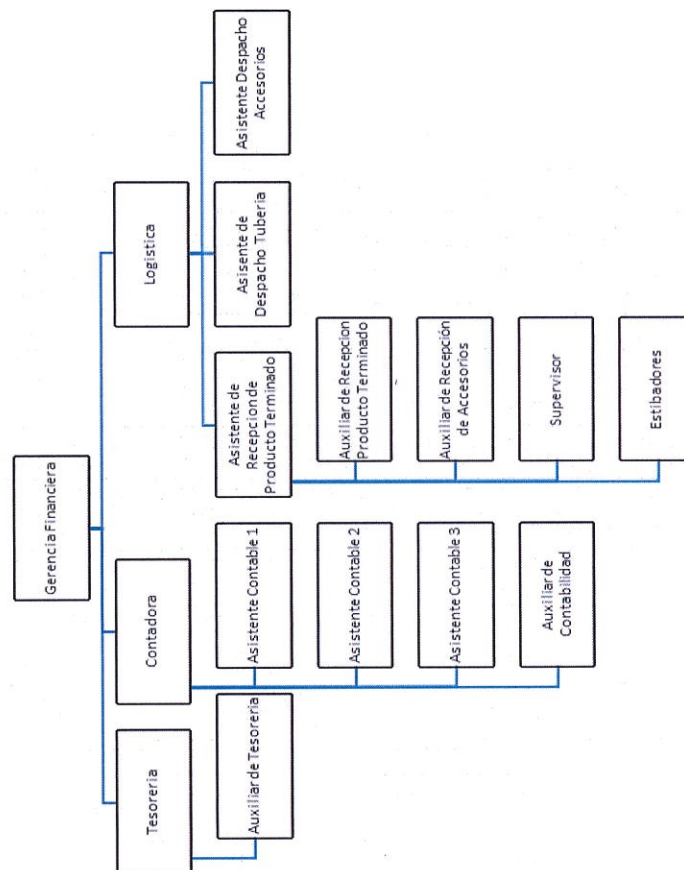 Gerencia Financiera
Tesoreria
Contadora
Logistica
Auxiliar de Tesoreria
Asistente Contable 1
Asistente Contable 2
Asistente Contable 3
Auxiliar de
Contabilidad
Asistente de
Recepcion de
Producto Terminado
Asisente de
Despacho Tuberia
Asistente Despacho
Accesorios
Auxiliar de Recepcion
Producto Terminado
Auxiliar de Recepción
de Accesorios
Supervisor
Estibadores